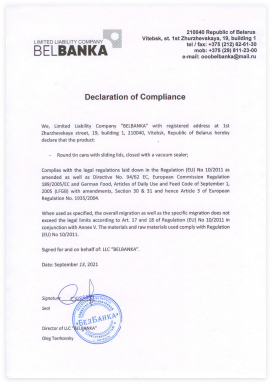 LIMITED LIABILITY COMPANY
BELBANKA
210040 Republic of Belarus
Vitebsk, st. 1st Zhurzhevskaya, 19, building 1
tel / fax: +375 (212) 62-61-30
mob: +375 (29) 811-23-00
e-mail: ooobelbanka@mail.ru
Declaration of Compliance
We, Limited Liability Company "BELBANKA" with registered address at 1st
Zhurzhevskaya street, 19, building 1, 210040, Vitebsk, Republic of Belarus hereby
declare that the product:
- Round tin cans with sliding lids, closed with a vacuum sealer;
Complies with the legal regulations laid down in the Regulation (EU) No 10/2011 as
amended as well as Directive No. 94/62 EC, European Commission Regulation
189/2005/EC and German Food, Articles of Daily Use and Feed Code of September 1,
2005 (LFGB) with amendments, Section 30 & 31 and hence Article 3 of European
Regulation No. 1935/2004.
When used as specified, the overall migration as well as the specific migration does not
exceed the legal limits according to Art. 17 and 18 of Regulation (EU) No 10/2011 in
conjunction with Annex V. The materials and raw materials used comply with Regulation
(EU) No 10/2011.
Signed for and on behalf of: LLC "BELBANKA".
Date: September 13, 2021
Signature
Seal
БелБанка
Director of LLC "BELBANKA"
Oleg